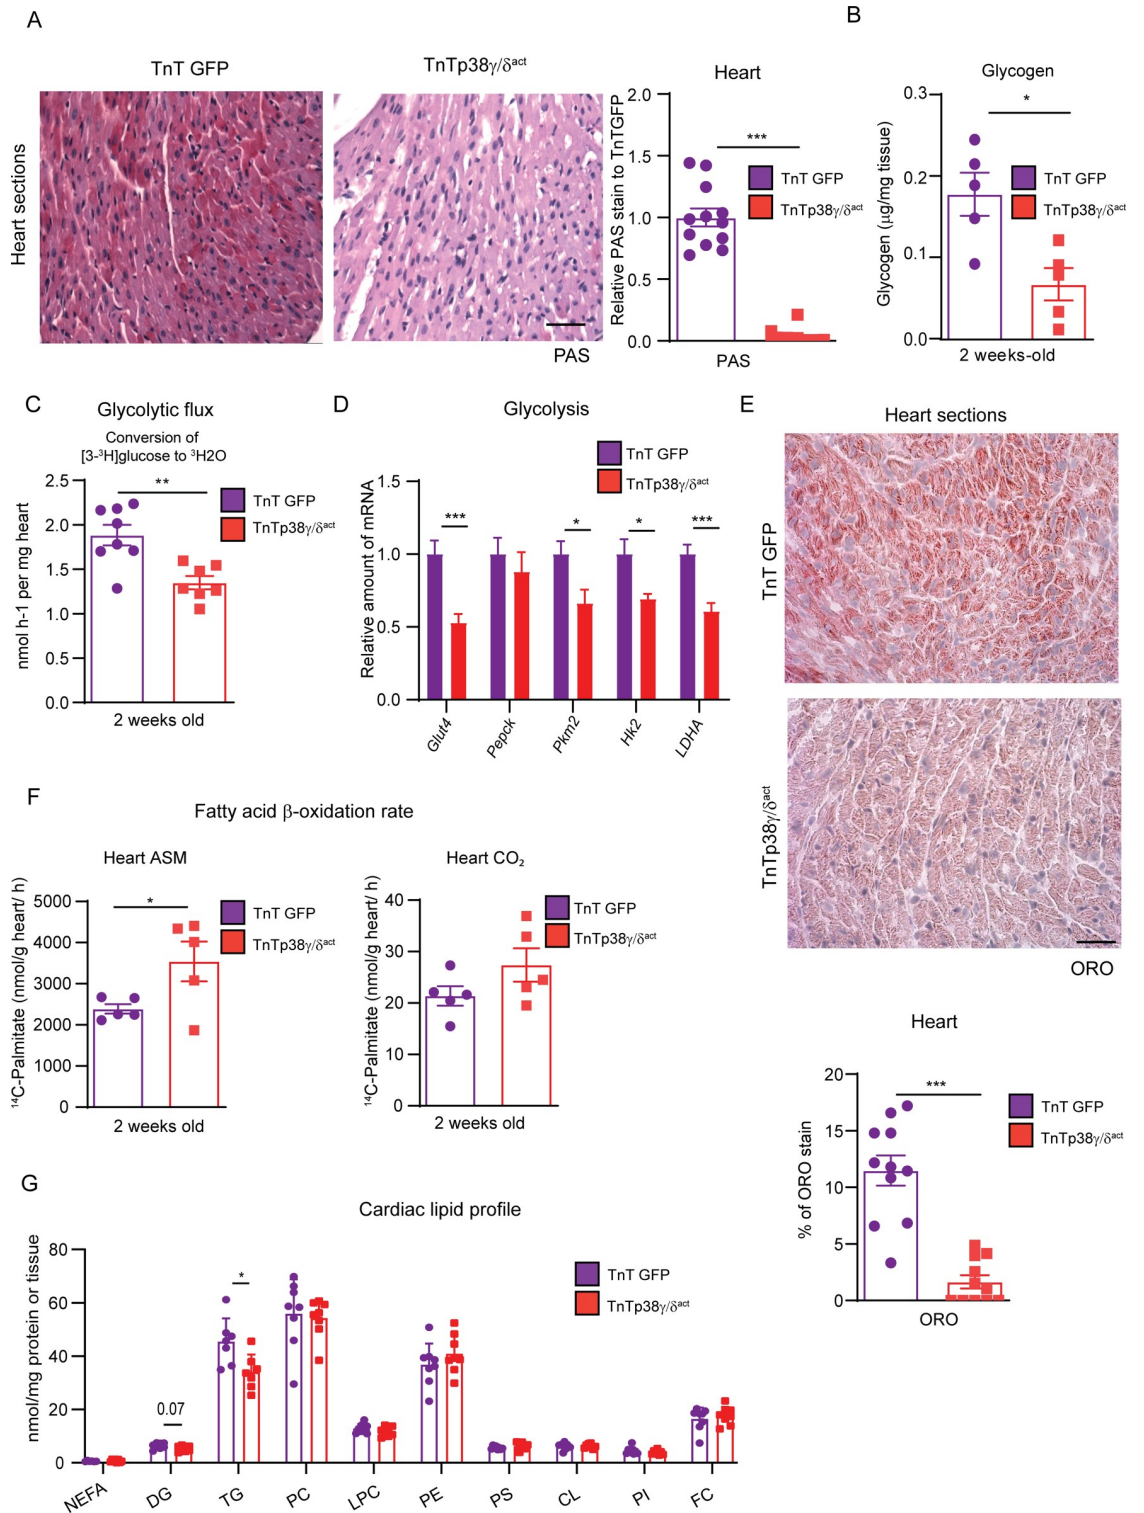 A
TnT GFP
TnTp38γ/δact
Heart sections
PAS
Heart
Relative PAS stain to TnTGFP
2.0
1.5
1.0
0.5
0.0
***
TnT GFP
TnTp38γ/δact
PAS
B
Glycogen
Glycogen (μg/mg tissue)
0.3
0.2
0.1
0.0
*
TnT GFP
TnTp38γ/δact
2 weeks-old
C
Glycolytic flux
Conversion of
[3-³H]glucose to ³H2O
nmol h-1 per mg heart
2.5
2.0
1.5
1.0
0.5
0.0
**
TnT GFP
TnTp38γ/δact
2 weeks old
D
Glycolysis
TnT GFP
TnTp38γ/δact
Relative amount of mRNA
1.5
1.0
0.5
0.0
*** * * ***
Glut4 Pepck Pkm2 Hk2 LDHA
E
Heart sections
TnT GFP
TnTp38γ/δact
ORO
Heart
% of ORO stain
20
15
10
5
0
***
TnT GFP
TnTp38γ/δact
ORO
F
Fatty acid β-oxidation rate
Heart ASM
¹⁴C-Palmitate (nmol/g heart/ h)
5000
4000
3000
2000
1000
0
*
TnT GFP
TnTp38γ/δact
2 weeks old
Heart CO₂
¹⁴C-Palmitate (nmol/g heart/ h)
40
30
20
10
0
TnT GFP
TnTp38γ/δact
2 weeks old
G
Cardiac lipid profile
nmol/mg protein or tissue
80
60
40
20
0
0.07
*
TnT GFP
TnTp38γ/δact
NEFA DG TG PC LPC PE PS CL PI FC